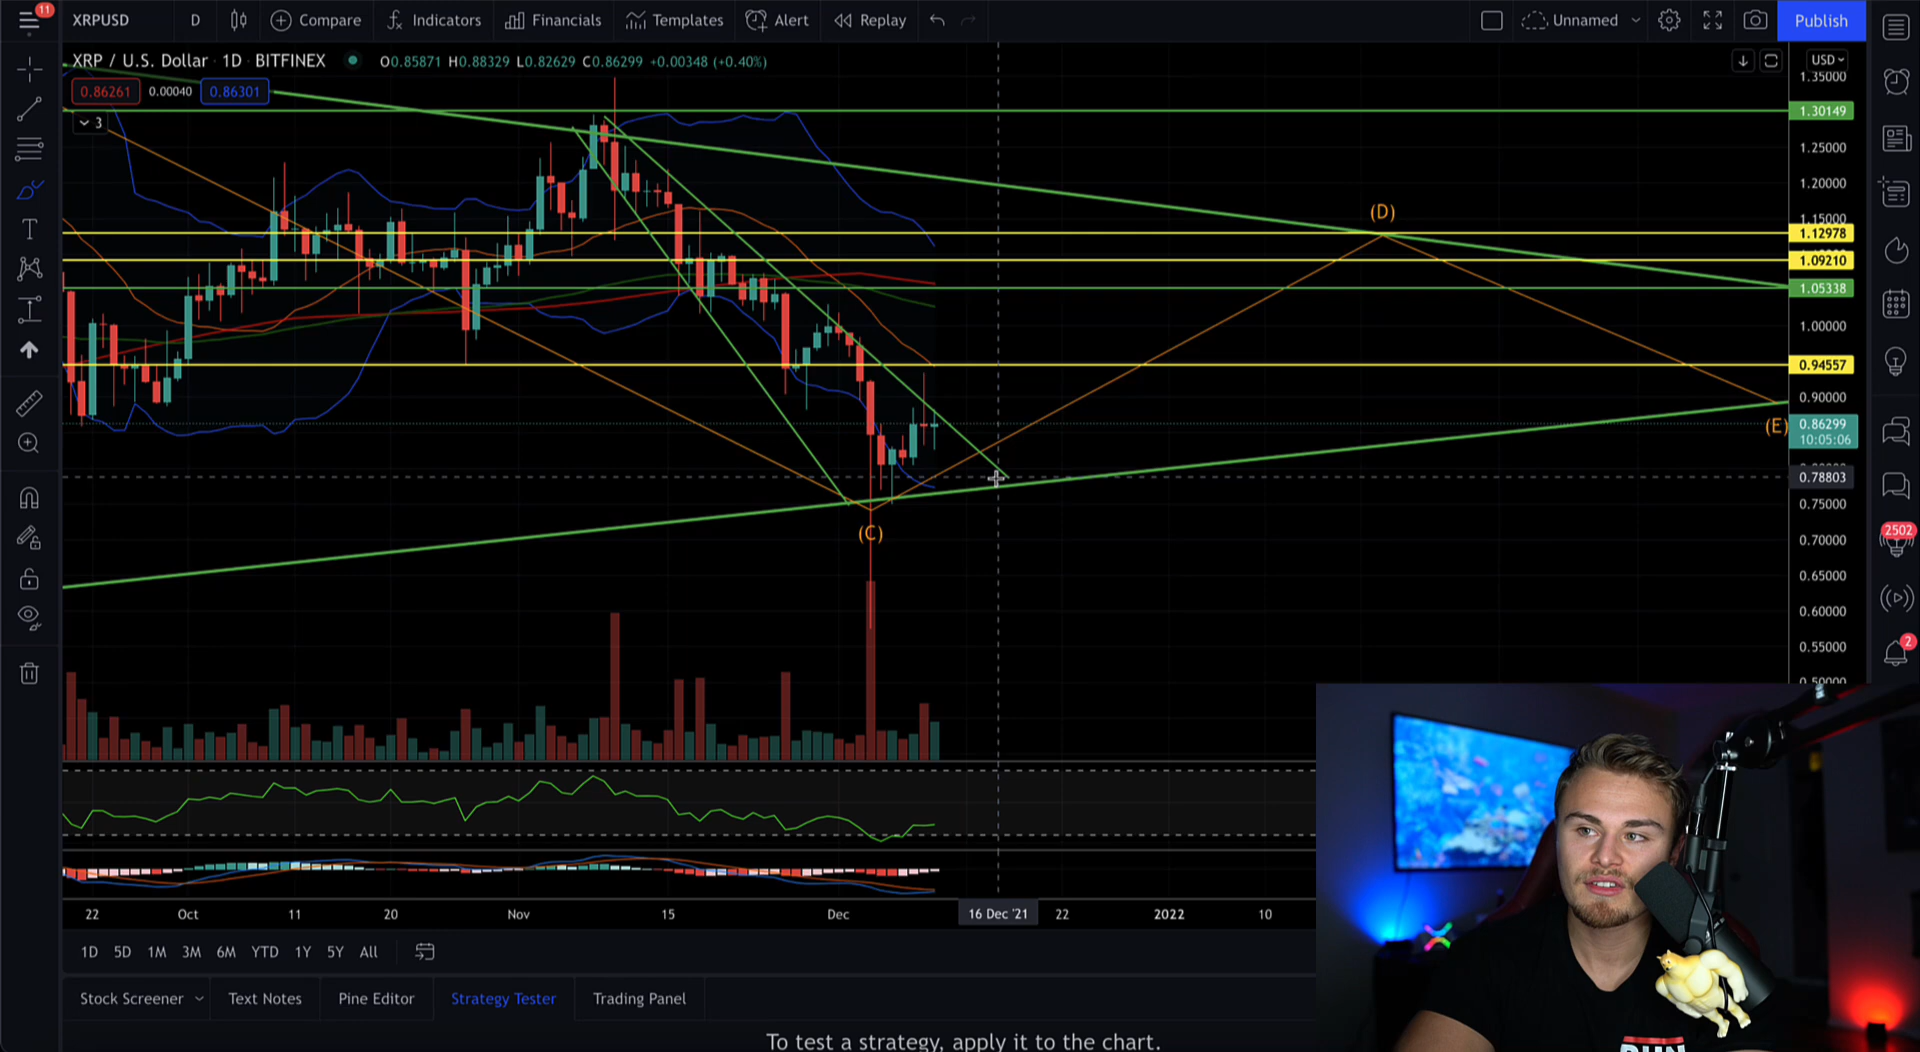 11
XRPUSD D Compare Indicators Financials Templates Alert Replay Unnamed Publish
XRP / U.S. Dollar · 1D · BITFINEX O0.85871 H0.88329 L0.82629 C0.86299 +0.00348 (+0.40%) USD
0.86261 0.00040 0.86301
3
1.35000
1.30149
1.25000
1.20000
(D)
1.15000
1.12978
1.09210
1.05338
1.00000
0.94557
0.90000
(E)
0.86299
10:05:06
0.78803
0.75000
(C)
0.70000
2502
0.65000
0.60000
0.55000
2
0.50000
22 Oct 11 20 Nov 15 Dec 16 Dec '21 22 2022 10
1D 5D 1M 3M 6M YTD 1Y 5Y All
Stock Screener Text Notes Pine Editor Strategy Tester Trading Panel
To test a strategy, apply it to the chart.